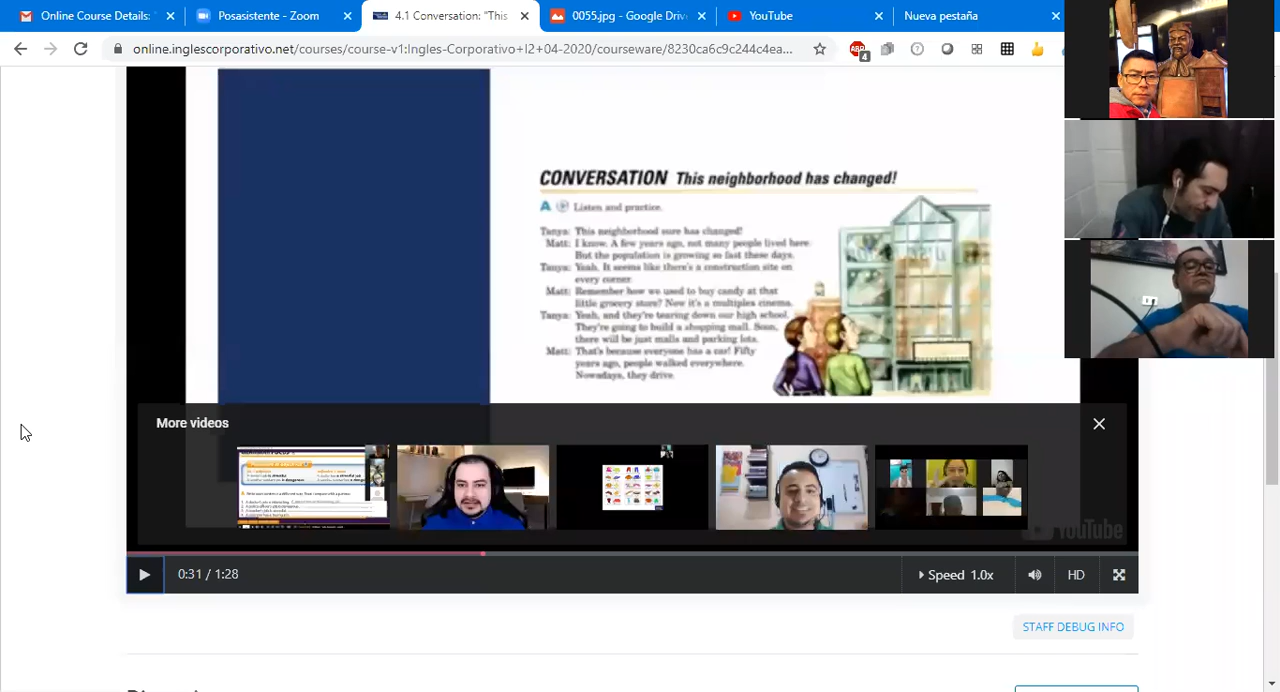 Online Course Details: '
Posasistente - Zoom
4.1 Conversation: "This
0055.jpg - Google Driv
YouTube
Nueva pestaña
online.inglescorporativo.net/courses/course-v1:Ingles-Corporativo+I2+04-2020/courseware/8230ca6c9c244c4ea...
ABP
4
CONVERSATION This neighborhood has changed!
A Listen and practice.
Tanya: This neighborhood sure has changed!
Matt: I know. A few years ago, not many people lived here.
But the population is growing so fast these days.
Tanya: Yeah. It seems like there's a construction site on
every corner.
Matt: Remember how we used to buy candy at that
little grocery store? Now it's a multiplex cinema.
Tanya: Yeah, and they're tearing down our high school.
They're going to build a shopping mall. Soon,
there will be just malls and parking lots.
Matt: That's because everyone has a car! Fifty
years ago, people walked everywhere.
Nowadays, they drive.
More videos
YouTube
0:31 / 1:28
Speed 1.0x
HD
STAFF DEBUG INFO